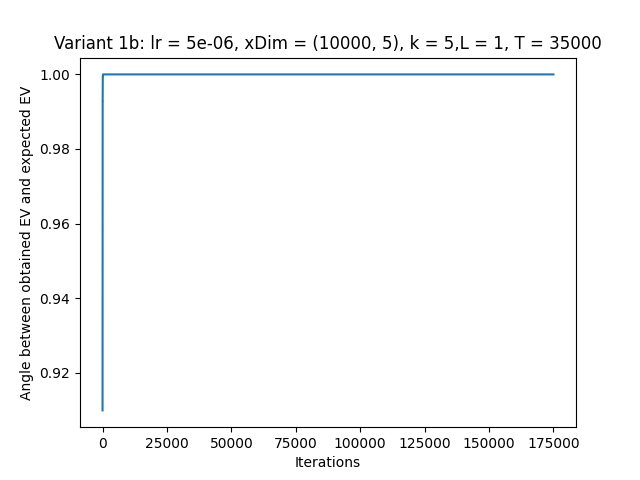 Variant 1b: lr = 5e-06, xDim = (10000, 5), k = 5,L = 1, T = 35000
Angle between obtained EV and expected EV
1.00
0.98
0.96
0.94
0.92
0 25000 50000 75000 100000 125000 150000 175000
Iterations